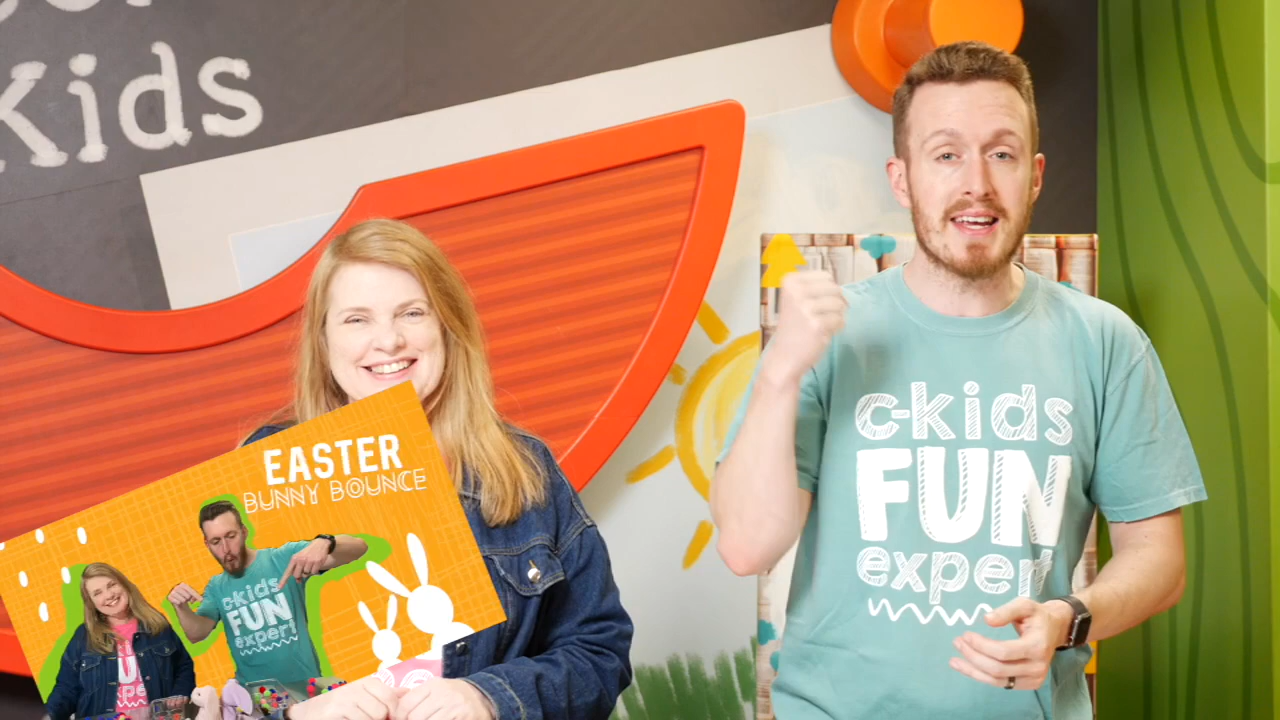 Kids
EASTER
BUNNY BOUNCE
c-kids
FUN
expert
c-kids
FUN
expert